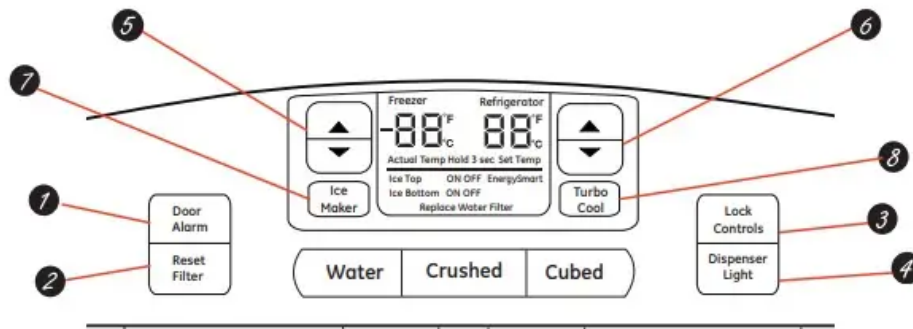 5
6
7
Freezer Refrigerator
-88°F °C 88°F °C
Actual Temp Hold 3 sec Set Temp
8
Ice Top ON OFF EnergySmart
Ice Bottom ON OFF
Replace Water Filter
Ice
Maker
Turbo
Cool
1
Door
Alarm
Lock
Controls
3
2
Reset
Filter
Water Crushed Cubed
Dispenser
Light
4